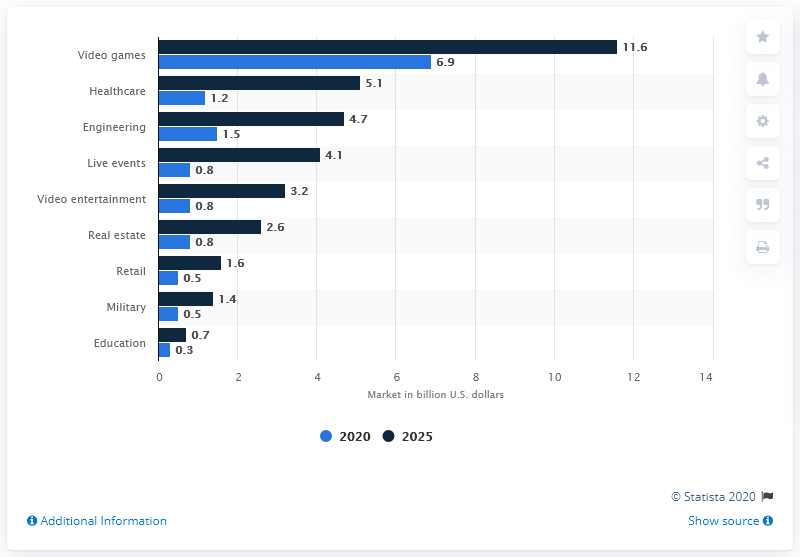 Video games 11.6
6.9
Healthcare 5.1
1.2
Engineering 4.7
1.5
Live events 4.1
0.8
Video entertainment 3.2
0.8
Real estate 2.6
0.8
Retail 1.6
0.5
Military 1.4
0.5
Education 0.7
0.3
0 2 4 6 8 10 12 14
Market in billion U.S. dollars
2020 2025
© Statista 2020
Additional Information Show source